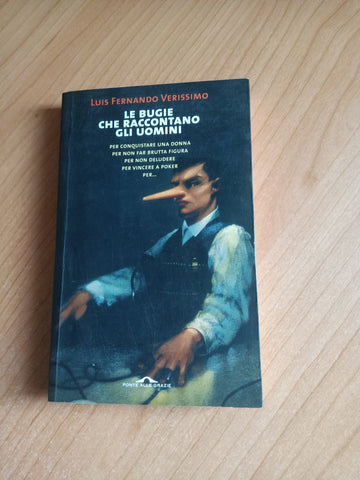 LUIS FERNANDO VERISSIMO
LE BUGIE
CHE RACCONTANO
GLI UOMINI
PER CONQUISTARE UNA DONNA
PER NON FAR BRUTTA FIGURA
PER NON DELUDERE
PER VINCERE A POKER
PER...
PONTE ALLE GRAZIE